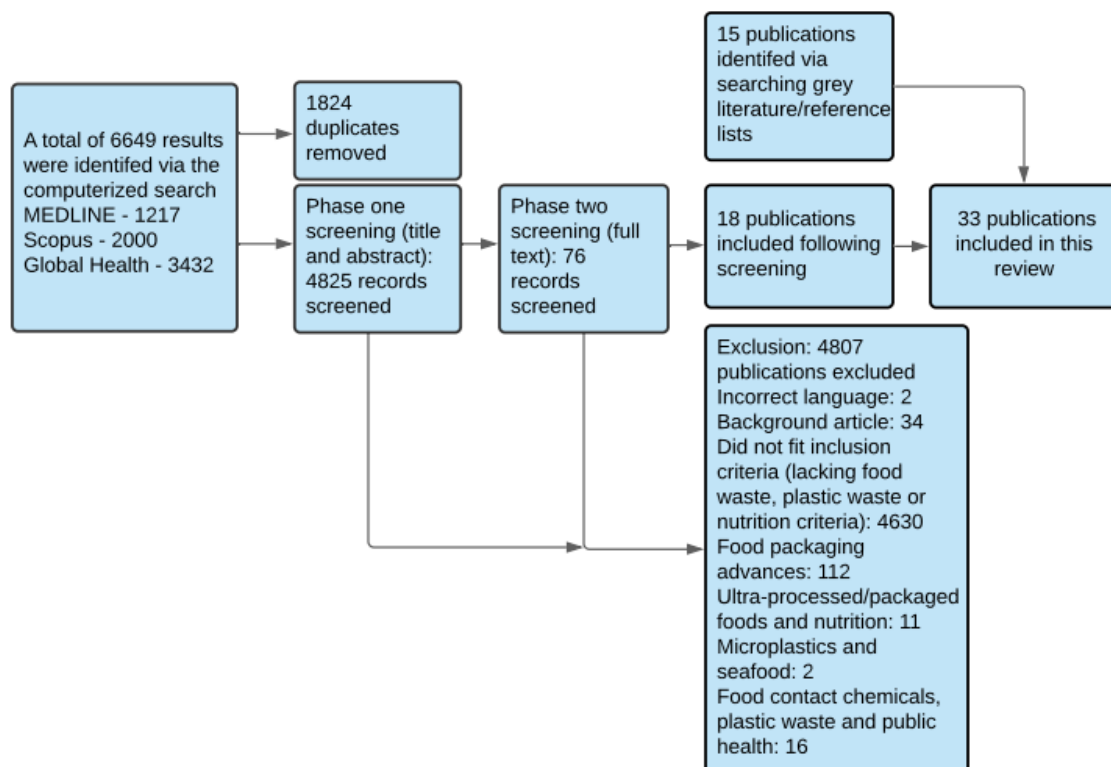 A total of 6649 results
were identifed via the
computerized search
MEDLINE - 1217
Scopus - 2000
Global Health - 3432
1824
duplicates
removed
Phase one
screening (title
and abstract):
4825 records
screened
Phase two
screening (full
text): 76
records
screened
15 publications
identifed via
searching grey
literature/reference
lists
18 publications
included following
screening
33 publications
included in this
review
Exclusion: 4807
publications excluded
Incorrect language: 2
Background article: 34
Did not fit inclusion
criteria (lacking food
waste, plastic waste or
nutrition criteria): 4630
Food packaging
advances: 112
Ultra-processed/packaged
foods and nutrition: 11
Microplastics and
seafood: 2
Food contact chemicals,
plastic waste and public
health: 16